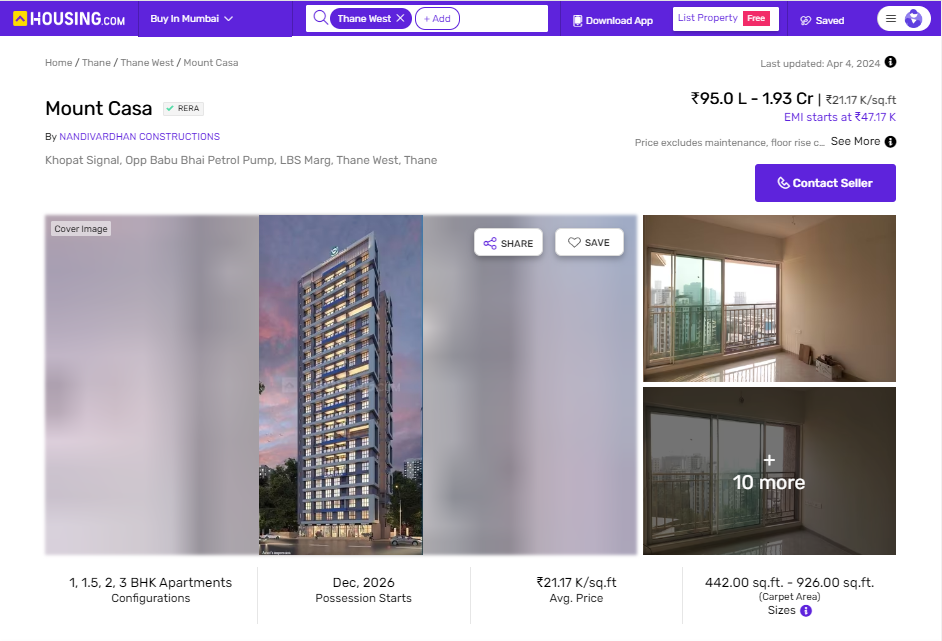 HOUSING.COM
Buy In Mumbai
Thane West
+ Add
Download App
List Property Free
Saved
Home / Thane / Thane West / Mount Casa
Last updated: Apr 4, 2024
Mount Casa
RERA
₹95.0 L - 1.93 Cr | ₹21.17 K/sq.ft
EMI starts at ₹47.17 K
By NANDIVARDHAN CONSTRUCTIONS
Price excludes maintenance, floor rise c... See More
Khopat Signal, Opp Babu Bhai Petrol Pump, LBS Marg, Thane West, Thane
Contact Seller
Cover Image
SHARE
SAVE
+
10 more
1, 1.5, 2, 3 BHK Apartments
Configurations
Dec, 2026
Possession Starts
₹21.17 K/sq.ft
Avg. Price
442.00 sq.ft. - 926.00 sq.ft.
(Carpet Area)
Sizes